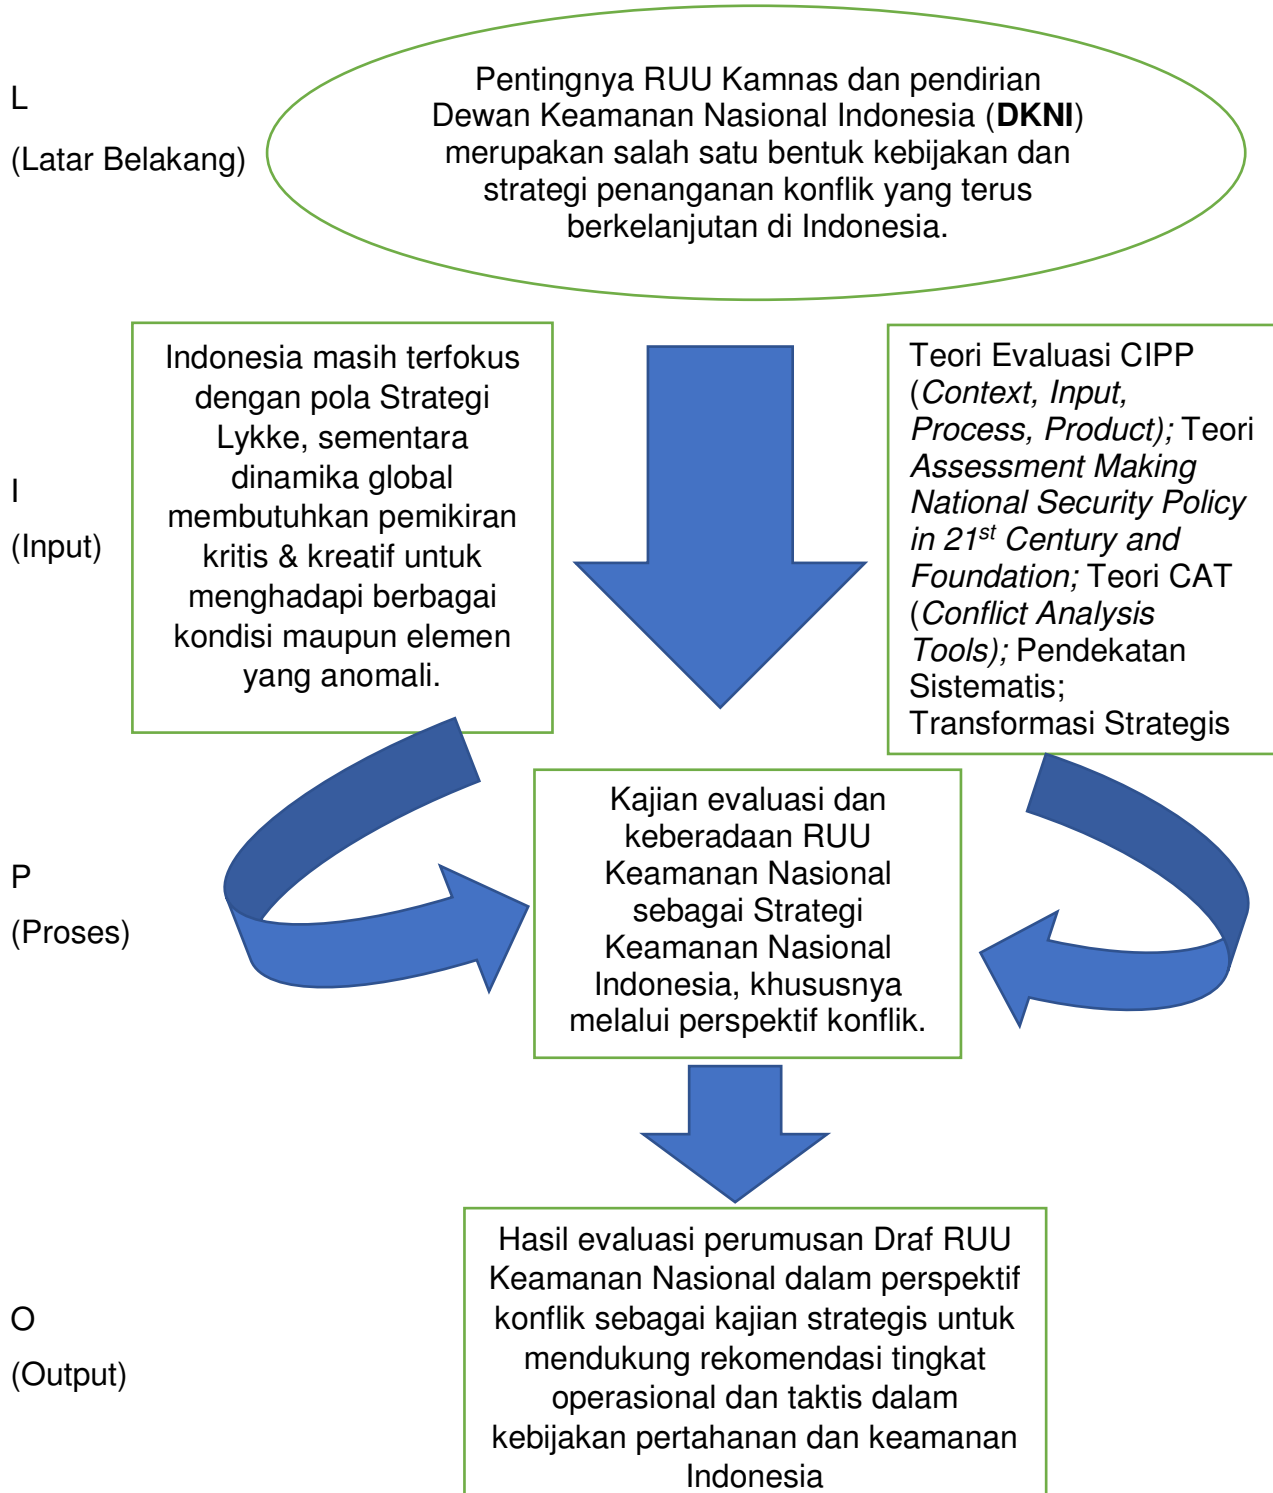 L
(Latar Belakang)
Pentingnya RUU Kamnas dan pendirian
Dewan Keamanan Nasional Indonesia (DKNI)
merupakan salah satu bentuk kebijakan dan
strategi penanganan konflik yang terus
berkelanjutan di Indonesia.
I
(Input)
Indonesia masih terfokus
dengan pola Strategi
Lykke, sementara
dinamika global
membutuhkan pemikiran
kritis & kreatif untuk
menghadapi berbagai
kondisi maupun elemen
yang anomali.
Teori Evaluasi CIPP
(Context, Input,
Process, Product); Teori
Assessment Making
National Security Policy
in 21st Century and
Foundation; Teori CAT
(Conflict Analysis
Tools); Pendekatan
Sistematis;
Transformasi Strategis
P
(Proses)
Kajian evaluasi dan
keberadaan RUU
Keamanan Nasional
sebagai Strategi
Keamanan Nasional
Indonesia, khususnya
melalui perspektif konflik.
O
(Output)
Hasil evaluasi perumusan Draf RUU
Keamanan Nasional dalam perspektif
konflik sebagai kajian strategis untuk
mendukung rekomendasi tingkat
operasional dan taktis dalam
kebijakan pertahanan dan keamanan
Indonesia